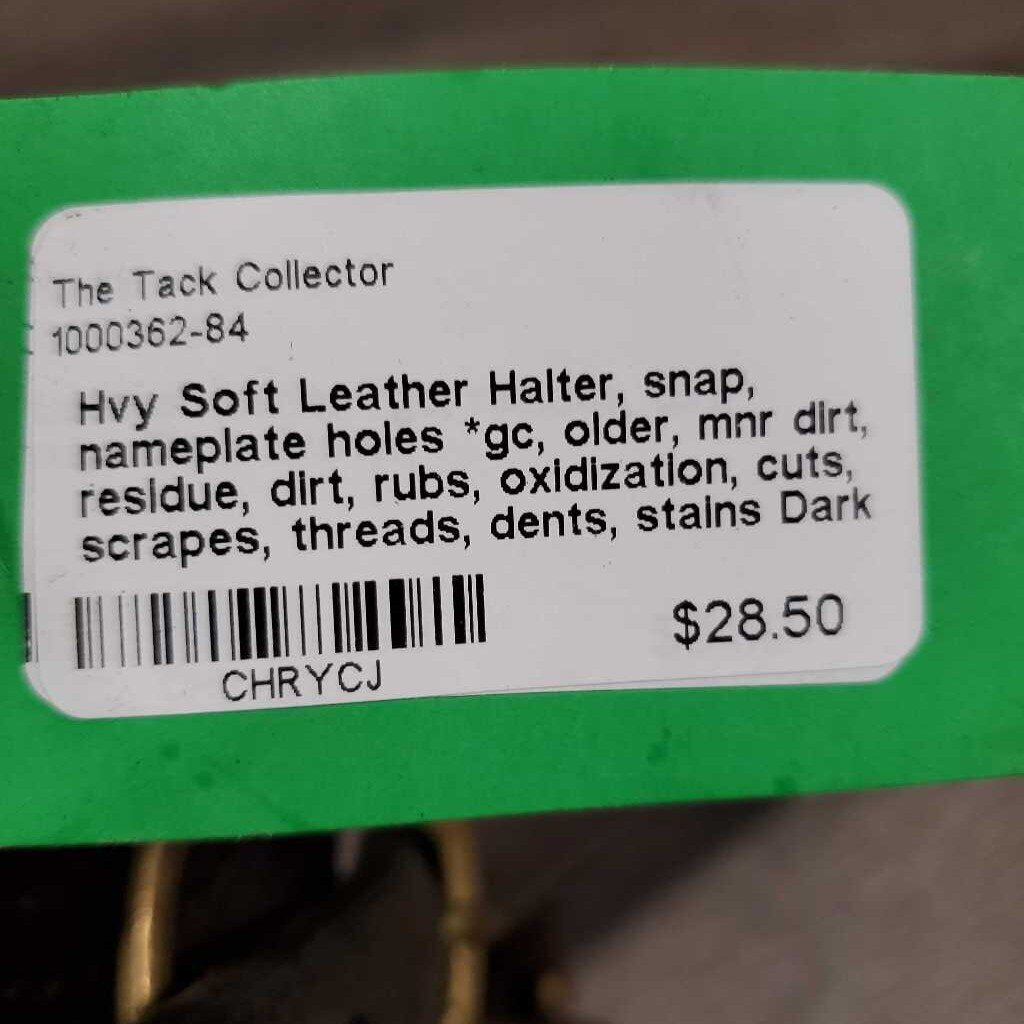 The Tack Collector
1000362-84
Hvy Soft Leather Halter, snap,
nameplate holes *gc, older, mnr dirt,
residue, dirt, rubs, oxidization, cuts,
scrapes, threads, dents, stains Dark
$28.50
CHRYCJ